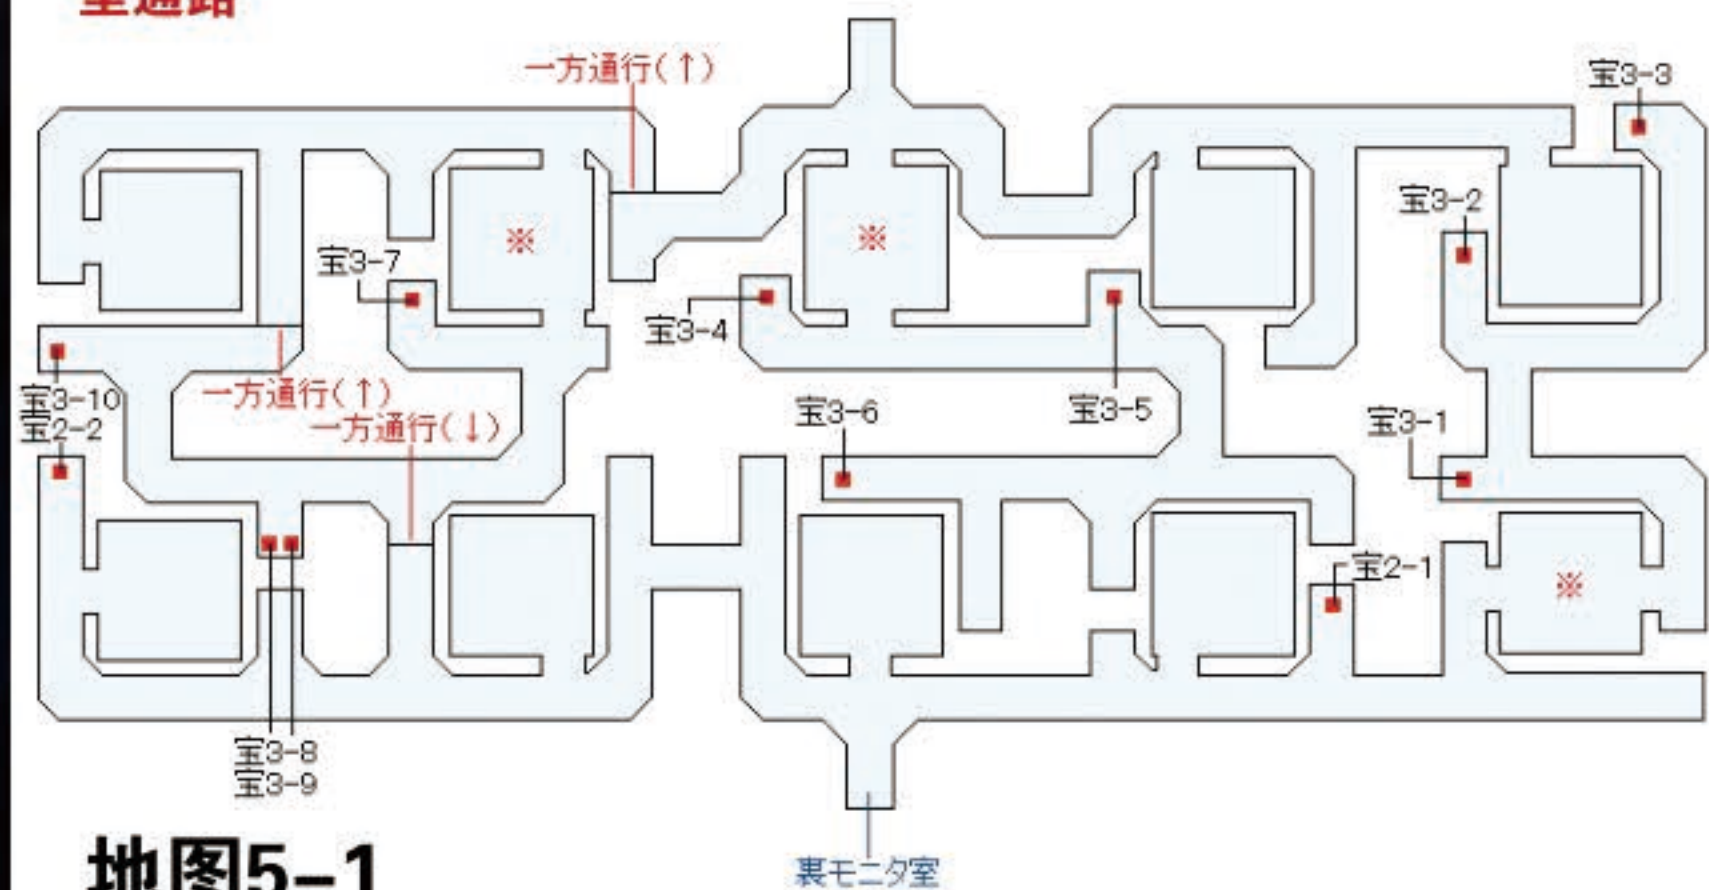 室通路
一方通行(↑)
宝3-3
宝3-2
※
※
宝3-7
宝3-4
一方通行(↑)
宝3-10
宝2-2
一方通行(↓)
宝3-6
宝3-5
宝3-1
宝2-1
※
宝3-8
宝3-9
地图5-1
裏モニタ室